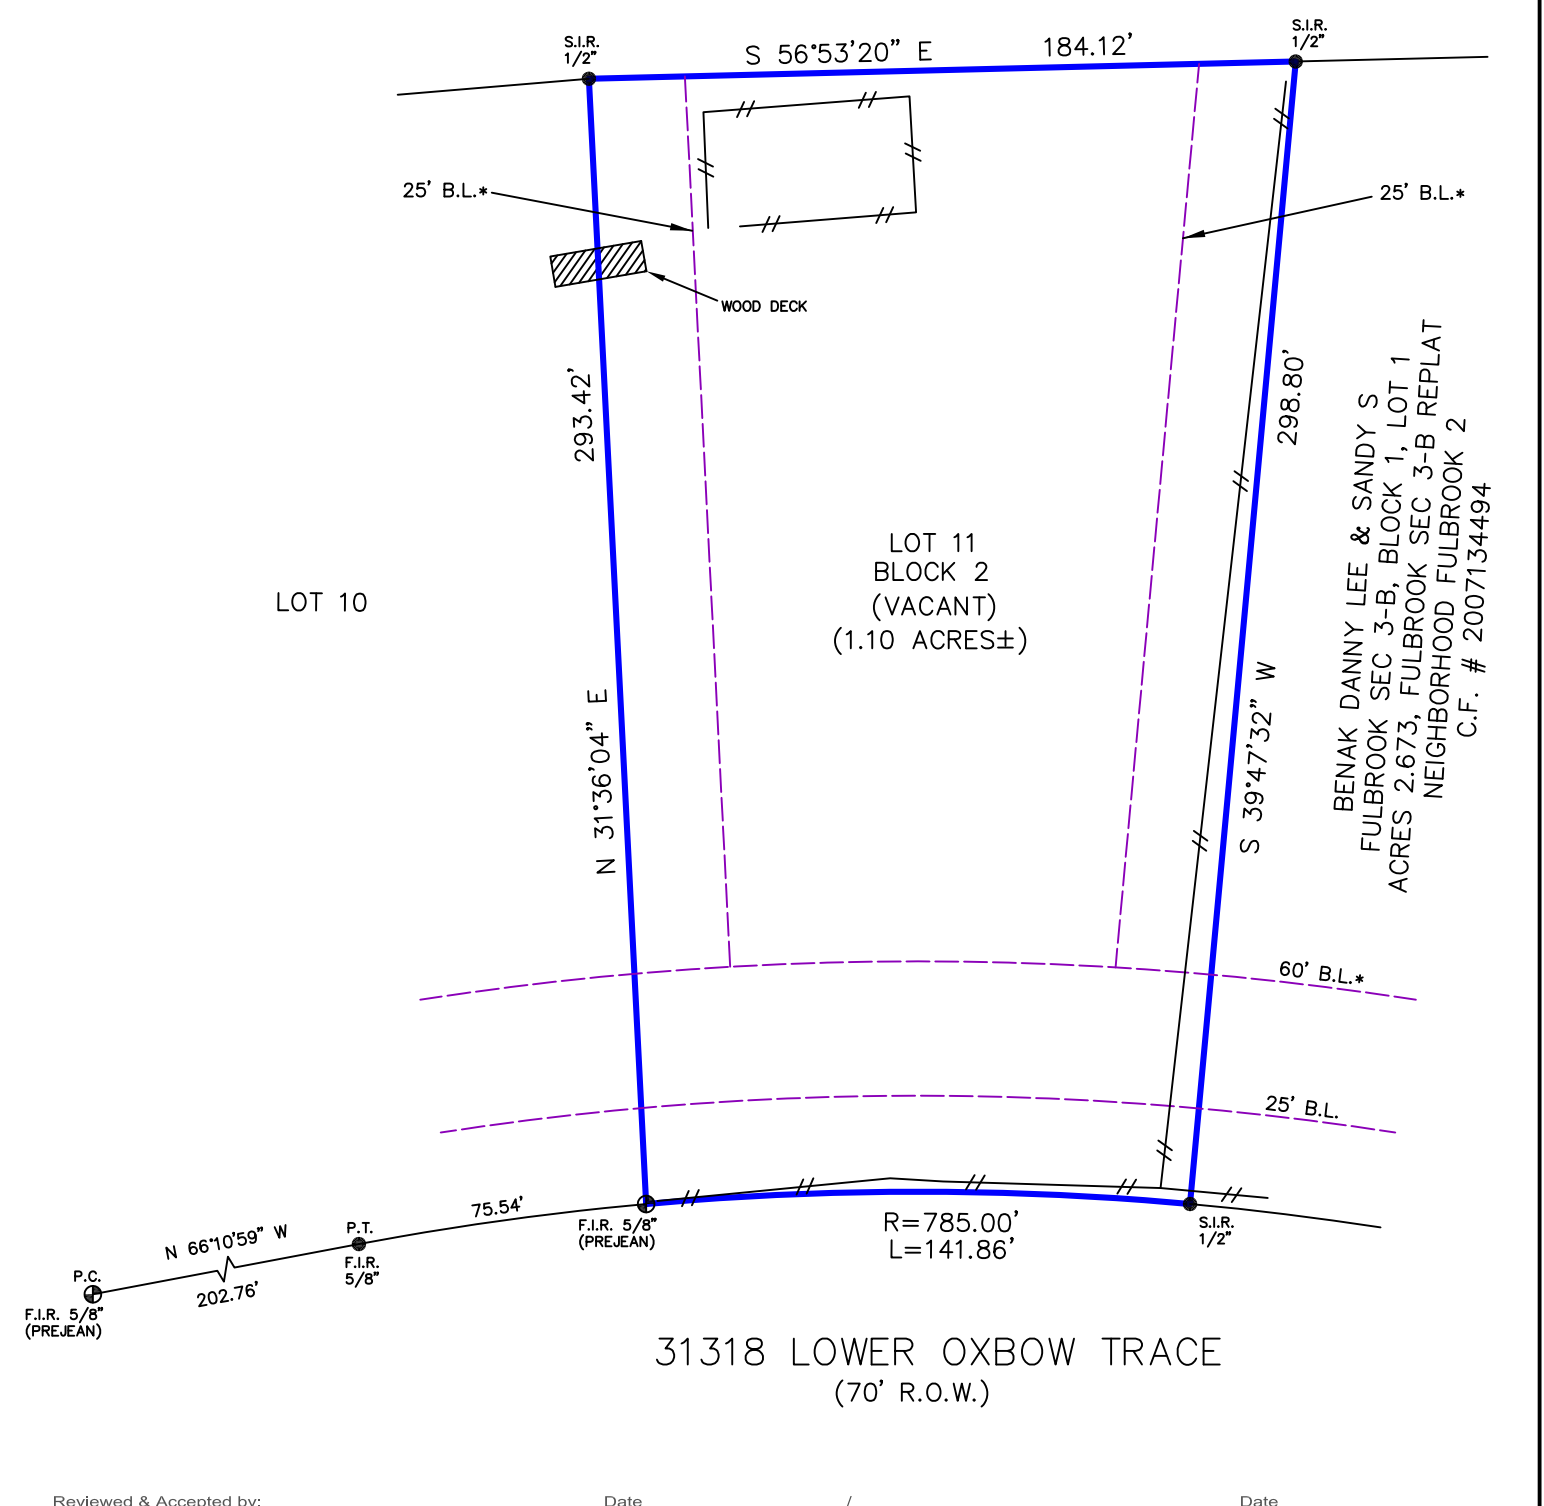 S.I.R.
1/2"
S 56°53'20" E
184.12'
S.I.R.
1/2"
25' B.L.*
25' B.L.*
WOOD DECK
293.42'
298.80'
LOT 10
LOT 11
BLOCK 2
(VACANT)
(1.10 ACRES±)
N 31°36'04" E
S 39°47'32" W
BENAK DANNY LEE & SANDY S
FULBROOK SEC 3-B, BLOCK 1, LOT 1
ACRES 2.673, FULBROOK SEC 3-B REPLAT
NEIGHBORHOOD FULBROOK 2
C.F. # 2007134494
60' B.L.*
25' B.L.
75.54'
N 66°10'59" W
202.76'
P.C.
F.I.R. 5/8"
(PREJEAN)
P.T.
F.I.R.
5/8"
F.I.R. 5/8"
(PREJEAN)
R=785.00'
L=141.86'
S.I.R.
1/2"
31318 LOWER OXBOW TRACE
(70' R.O.W.)
Reviewed & Accepted by:
Date
/
Date